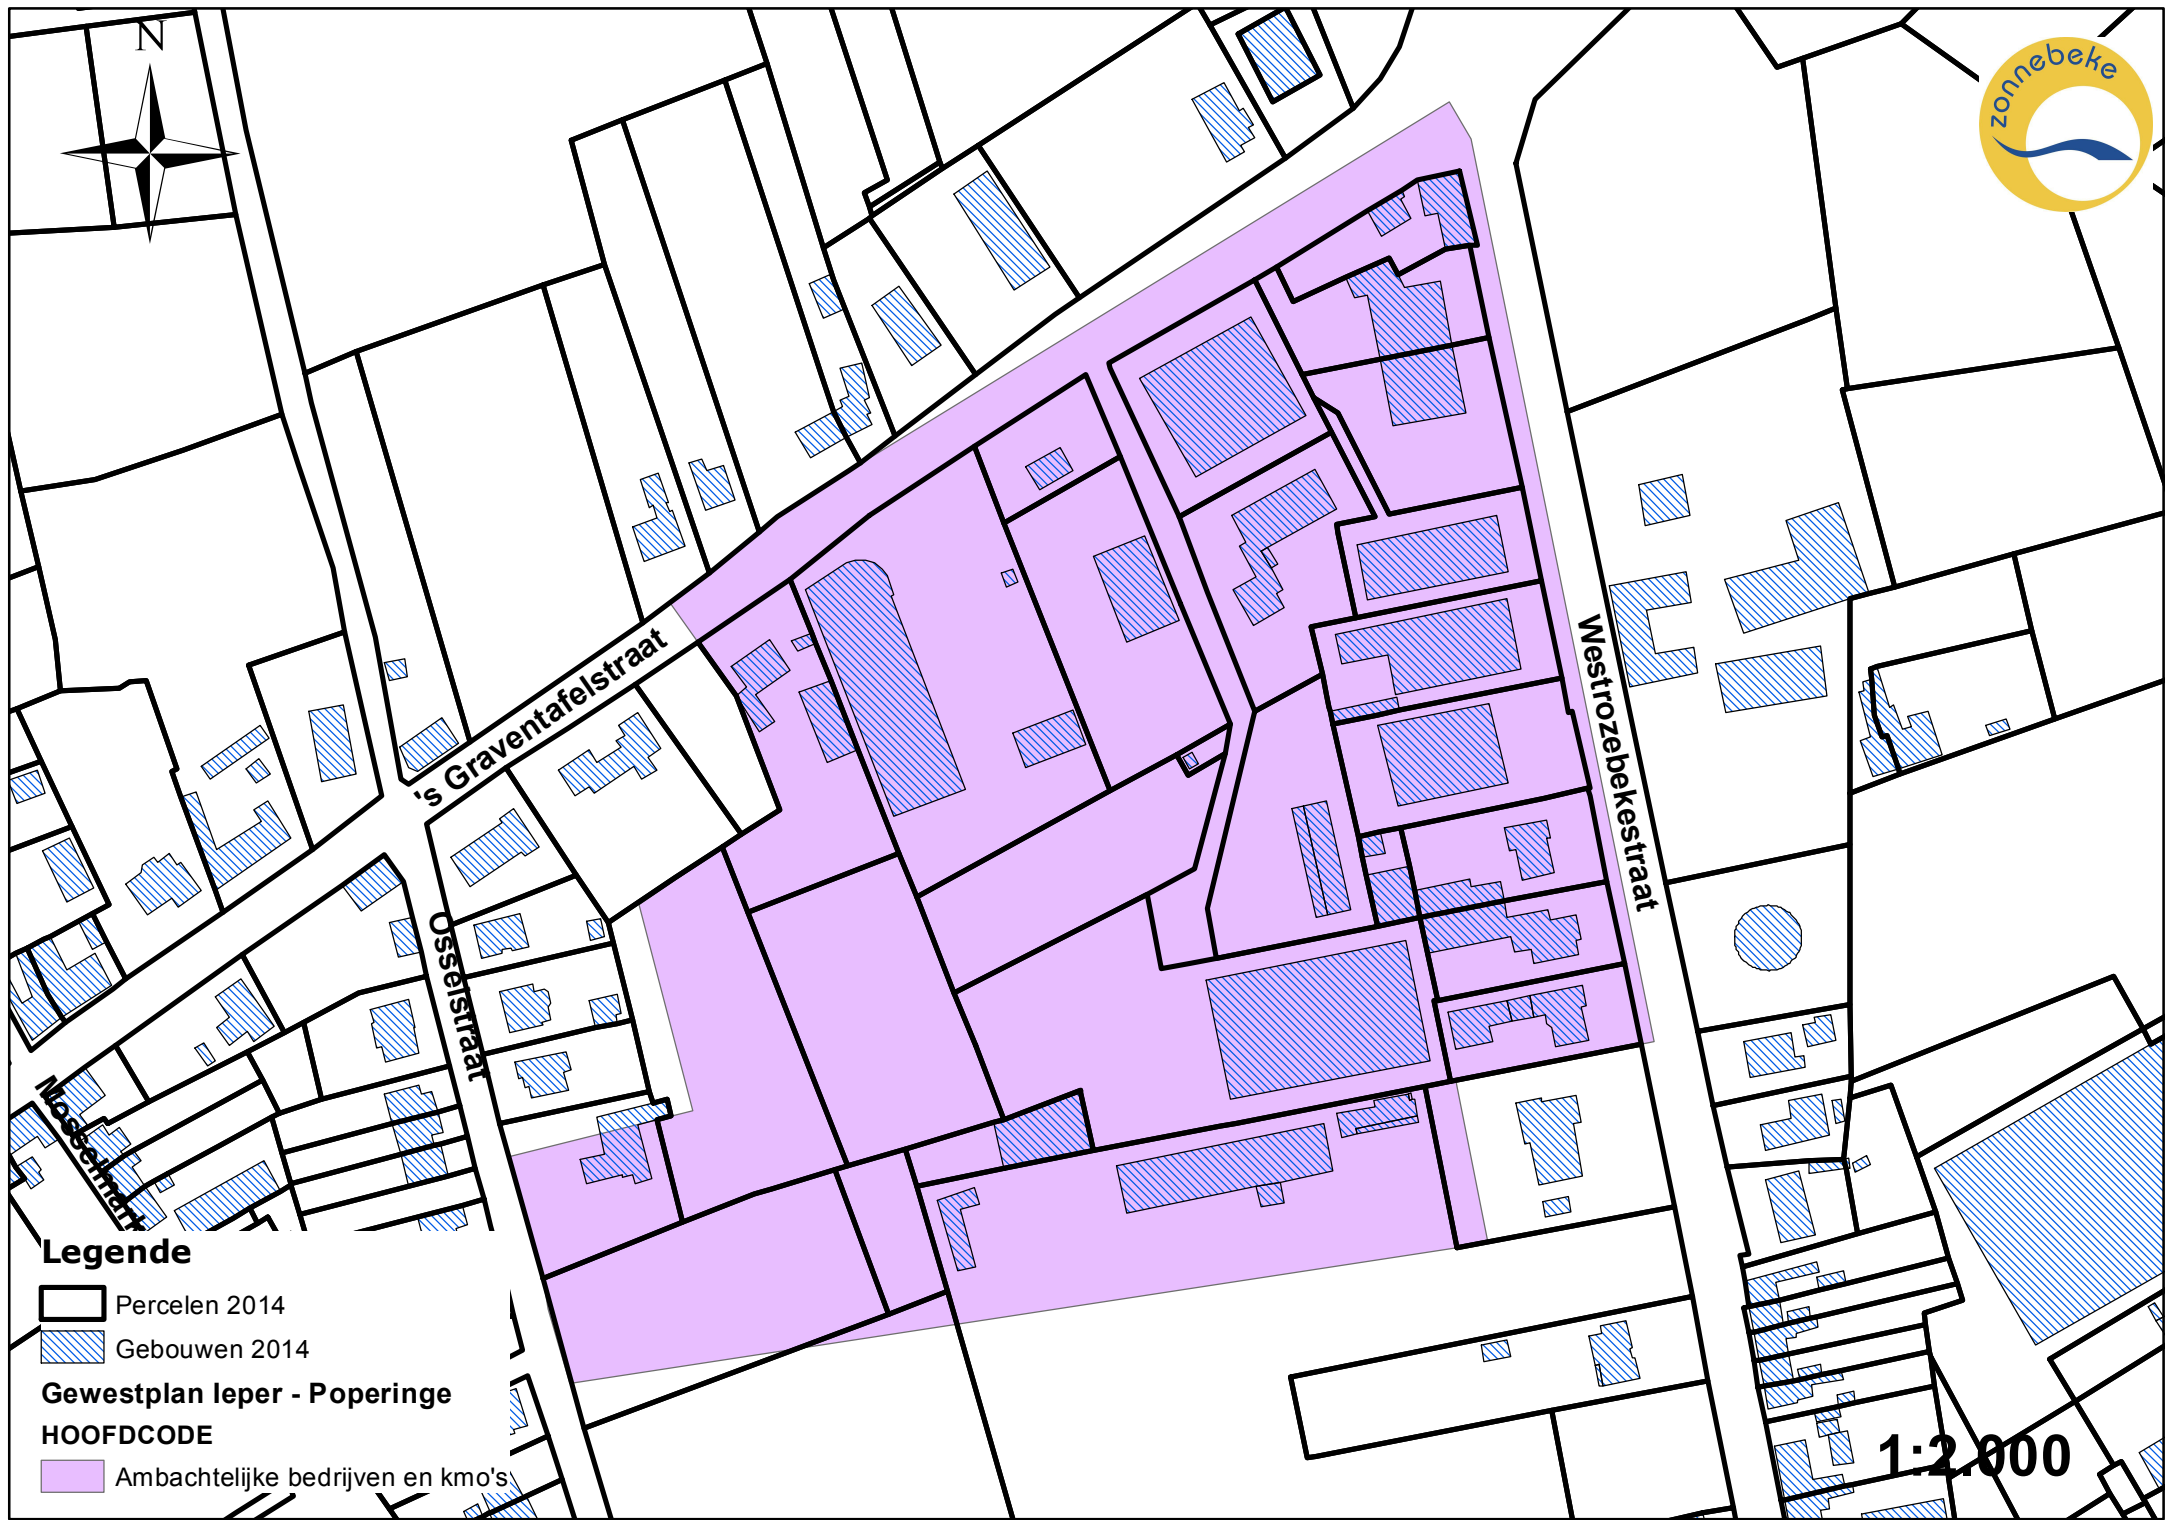 N
zonnebeke
's Graventafelstraat
Westrozebekestraat
Osselstraat
Mosselmarkt
Legende
Percelen 2014
Gebouwen 2014
Gewestplan Ieper - Poperinge
HOOFDCODE
Ambachtelijke bedrijven en kmo's
1:2.000